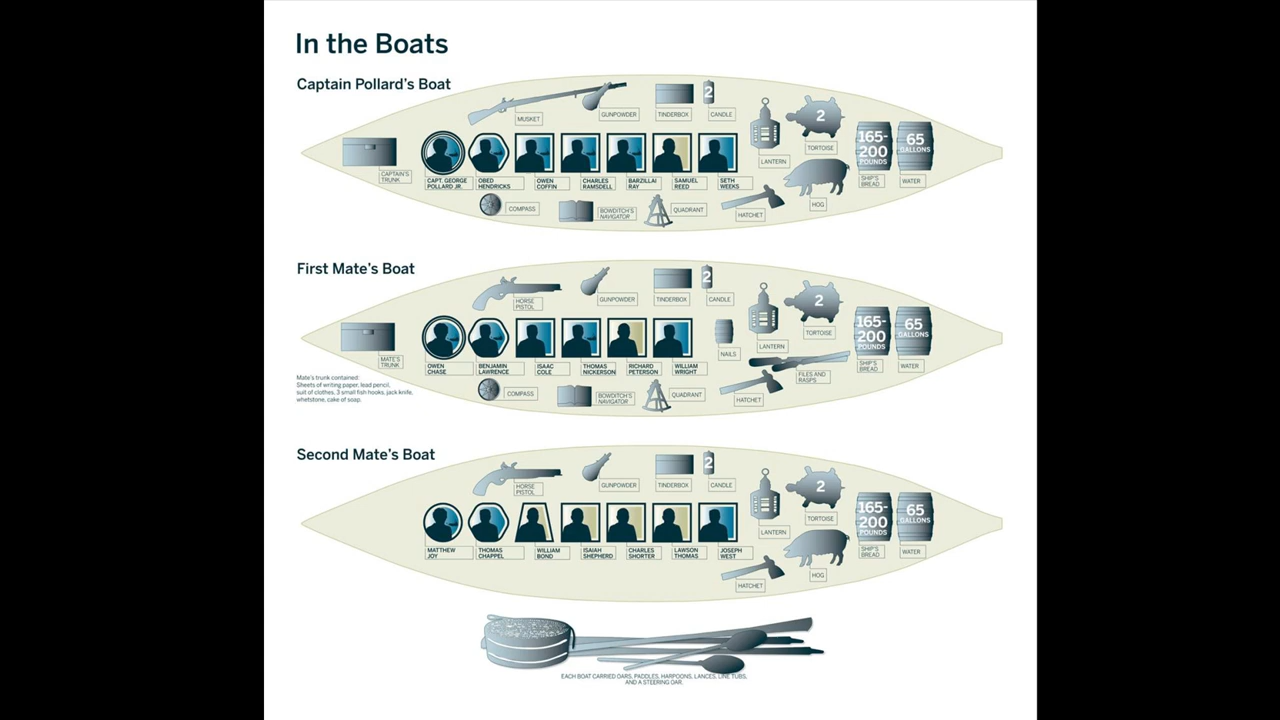 In the Boats
Captain Pollard's Boat
MUSKET
GUNPOWDER
TINDERBOX
2
CANDLE
LANTERN
2
TORTOISE
165-
200
POUNDS
SHIP'S
BREAD
65
GALLONS
WATER
CAPTAIN'S
TRUNK
CAPT. GEORGE
POLLARD JR.
OBED
HENDRICKS
OWEN
COFFIN
CHARLES
RAMSDELL
BARZILLAI
RAY
SAMUEL
REED
SETH
WEEKS
COMPASS
BOWDITCH'S
NAVIGATOR
QUADRANT
HATCHET
HOG
First Mate's Boat
HORSE
PISTOL
GUNPOWDER
TINDERBOX
2
CANDLE
LANTERN
2
TORTOISE
165-
200
POUNDS
SHIP'S
BREAD
65
GALLONS
WATER
MATE'S
TRUNK
Mate's trunk contained:
Sheets of writing paper, lead pencil,
suit of clothes, 3 small fish hooks, jack knife,
whetstone, cake of soap.
OWEN
CHASE
BENJAMIN
LAWRENCE
ISAAC
COLE
THOMAS
NICKERSON
RICHARD
PETERSON
WILLIAM
WRIGHT
NAILS
FILES AND
RASPS
COMPASS
BOWDITCH'S
NAVIGATOR
QUADRANT
HATCHET
Second Mate's Boat
HORSE
PISTOL
GUNPOWDER
TINDERBOX
2
CANDLE
LANTERN
2
TORTOISE
165-
200
POUNDS
SHIP'S
BREAD
65
GALLONS
WATER
MATTHEW
JOY
THOMAS
CHAPPEL
WILLIAM
BOND
ISAIAH
SHEPHERD
CHARLES
SHORTER
LAWSON
THOMAS
JOSEPH
WEST
HATCHET
HOG
EACH BOAT CARRIED OARS, PADDLES, HARPOONS, LANCES, LINE TUBS,
AND A STEERING OAR.